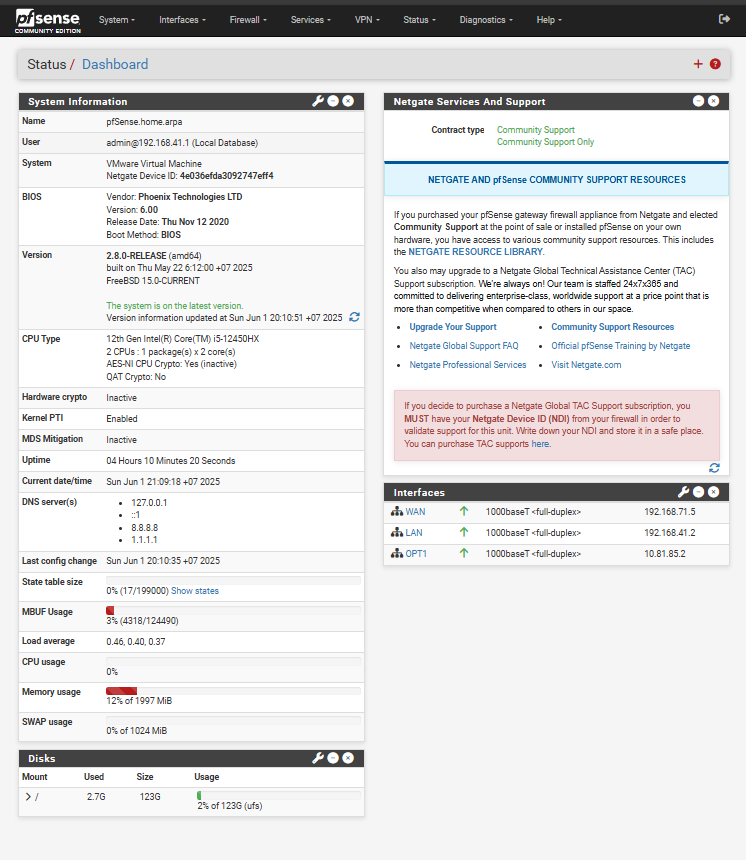 pfsense
COMMUNITY EDITION
System
Interfaces
Firewall
Services
VPN
Status
Diagnostics
Help
Status / Dashboard
System Information
Name pfSense.home.arpa
User admin@192.168.41.1 (Local Database)
System VMware Virtual Machine
Netgate Device ID: 4e036efda3092747eff4
BIOS Vendor: Phoenix Technologies LTD
Version: 6.00
Release Date: Thu Nov 12 2020
Boot Method: BIOS
Version 2.8.0-RELEASE (amd64)
built on Thu May 22 6:12:00 +07 2025
FreeBSD 15.0-CURRENT
The system is on the latest version.
Version information updated at Sun Jun 1 20:10:51 +07 2025
CPU Type 12th Gen Intel(R) Core(TM) i5-12450HX
2 CPUs : 1 package(s) x 2 core(s)
AES-NI CPU Crypto: Yes (inactive)
QAT Crypto: No
Hardware crypto Inactive
Kernel PTI Enabled
MDS Mitigation Inactive
Uptime 04 Hours 10 Minutes 20 Seconds
Current date/time Sun Jun 1 21:09:18 +07 2025
DNS server(s) • 127.0.0.1
• ::1
• 8.8.8.8
• 1.1.1.1
Last config change Sun Jun 1 20:10:35 +07 2025
State table size
0% (17/199000) Show states
MBUF Usage
3% (4318/124490)
Load average 0.46, 0.40, 0.37
CPU usage
0%
Memory usage
12% of 1997 MiB
SWAP usage
0% of 1024 MiB
Disks
Mount Used Size Usage
/ 2.7G 123G
2% of 123G (ufs)
Netgate Services And Support
Contract type Community Support
Community Support Only
NETGATE AND pfSense COMMUNITY SUPPORT RESOURCES
If you purchased your pfSense gateway firewall appliance from Netgate and elected
Community Support at the point of sale or installed pfSense on your own
hardware, you have access to various community support resources. This includes
the NETGATE RESOURCE LIBRARY.
You also may upgrade to a Netgate Global Technical Assistance Center (TAC)
Support subscription. We're always on! Our team is staffed 24x7x365 and
committed to delivering enterprise-class, worldwide support at a price point that is
more than competitive when compared to others in our space.
• Upgrade Your Support • Community Support Resources
• Netgate Global Support FAQ • Official pfSense Training by Netgate
• Netgate Professional Services • Visit Netgate.com
If you decide to purchase a Netgate Global TAC Support subscription, you
MUST have your Netgate Device ID (NDI) from your firewall in order to
validate support for this unit. Write down your NDI and store it in a safe place.
You can purchase TAC supports here.
Interfaces
WAN 1000baseT <full-duplex> 192.168.71.5
LAN 1000baseT <full-duplex> 192.168.41.2
OPT1 1000baseT <full-duplex> 10.81.85.2